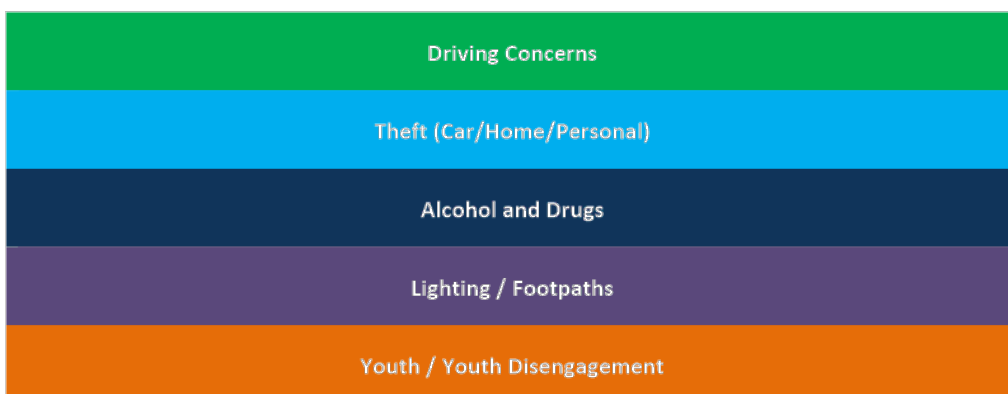 Driving Concerns
Theft (Car/Home/Personal)
Alcohol and Drugs
Lighting / Footpaths
Youth / Youth Disengagement